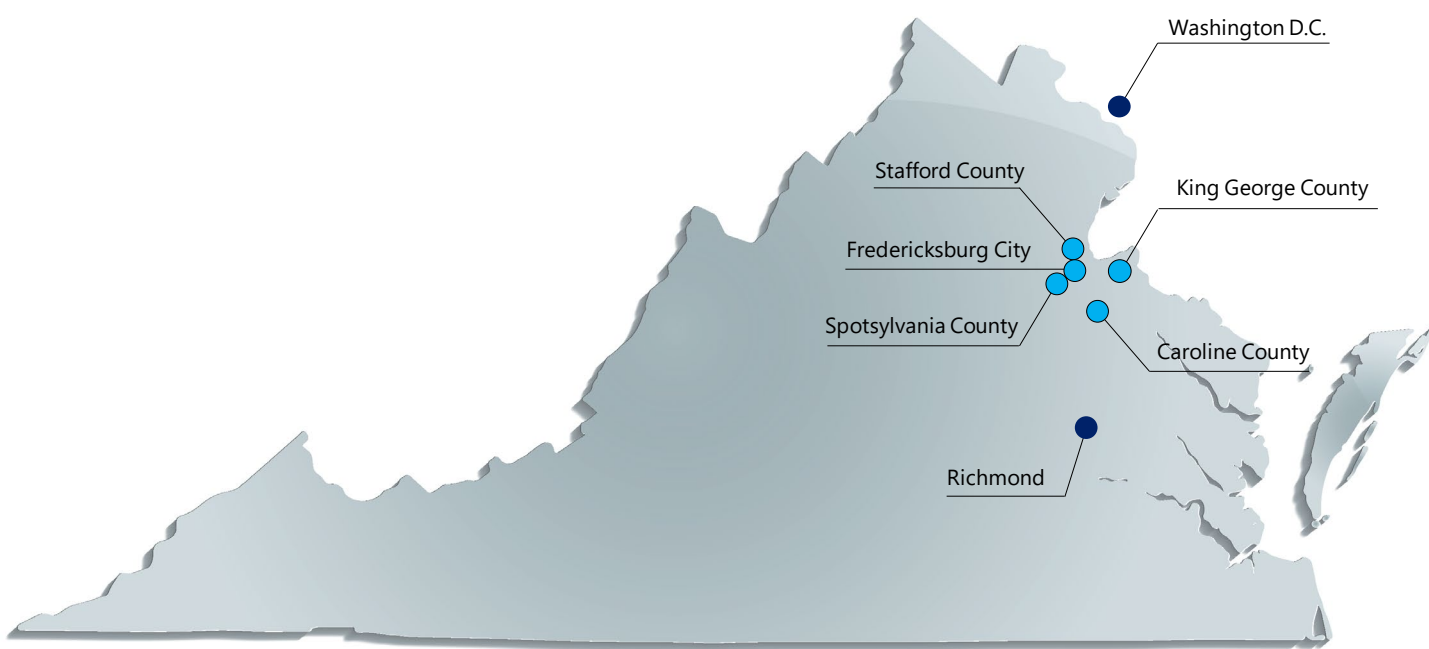 Washington D.C.
Stafford County
King George County
Fredericksburg City
Spotsylvania County
Caroline County
Richmond